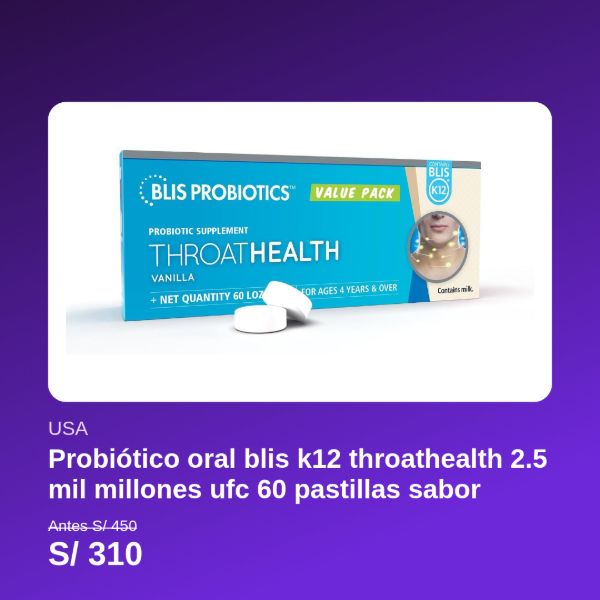 BLIS PROBIOTICS™
VALUE PACK
CONTAINS
BLIS
K12
PROBIOTIC SUPPLEMENT
THROATHEALTH
VANILLA
+ NET QUANTITY 60 LOZ
FOR AGES 4 YEARS & OVER
Contains milk.
USA
Probiótico oral blis k12 throathealth 2.5
mil millones ufc 60 pastillas sabor
Antes S/ 450
S/ 310